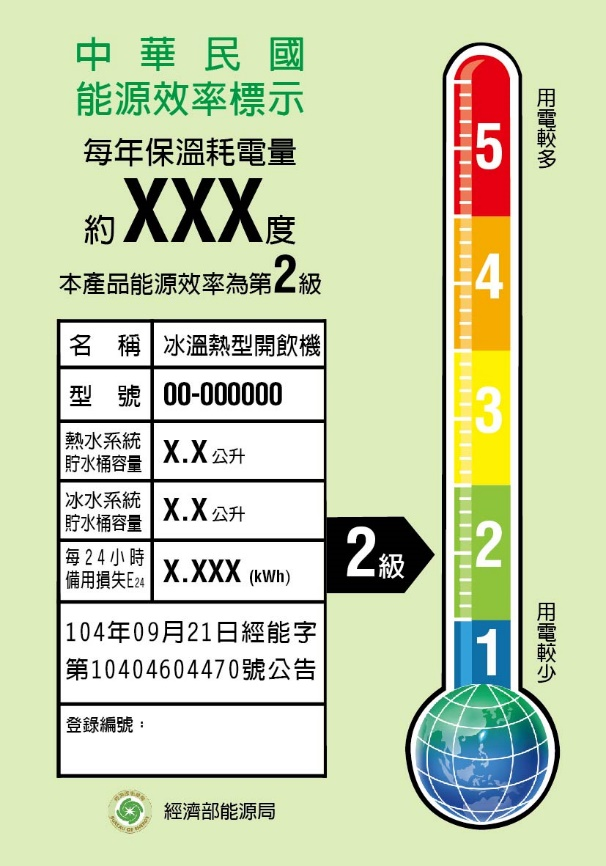 中華民國
能源效率標示
每年保溫耗電量
約XXX度
本產品能源效率為第2級
名稱 冰溫熱型開飲機
型號 00-000000
熱水系統
貯水桶容量 X.X公升
冰水系統
貯水桶容量 X.X公升
每24小時
備用損失E24 X.XXX (kWh)
104年09月21日經能字
第10404604470號公告
登錄編號：
經濟部能源局
2級
用電較多
5
4
3
2
1
用電較少